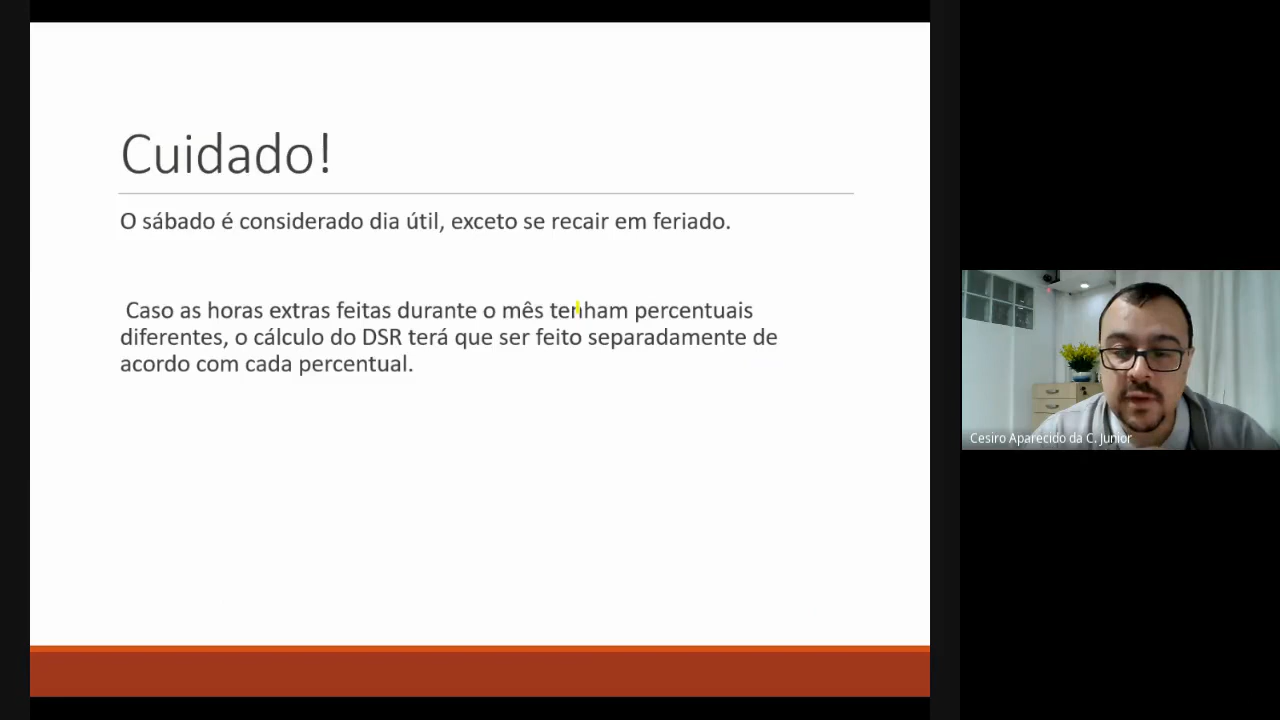 Cuidado!
O sábado é considerado dia útil, exceto se recair em feriado.
Caso as horas extras feitas durante o mês tenham percentuais
diferentes, o cálculo do DSR terá que ser feito separadamente de
acordo com cada percentual.
Cesiro Aparecido da C. Junior